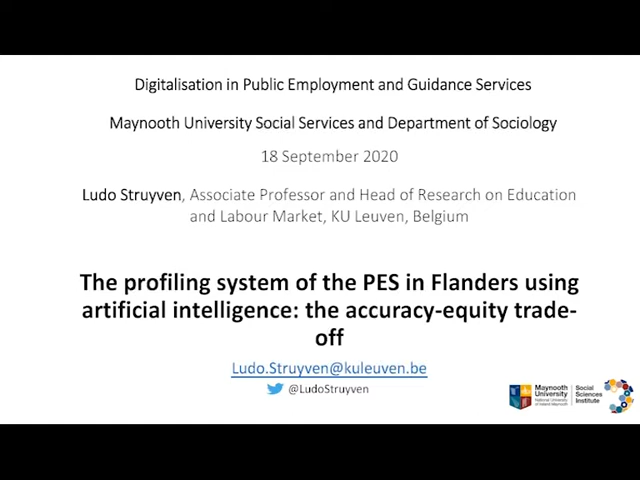 Digitalisation in Public Employment and Guidance Services
Maynooth University Social Services and Department of Sociology
18 September 2020
Ludo Struyven, Associate Professor and Head of Research on Education
and Labour Market, KU Leuven, Belgium
The profiling system of the PES in Flanders using
artificial intelligence: the accuracy-equity trade-
off
Ludo.Struyven@kuleuven.be
@LudoStruyven
Maynooth
University
National University
of Ireland Maynooth
Social
Sciences
Institute